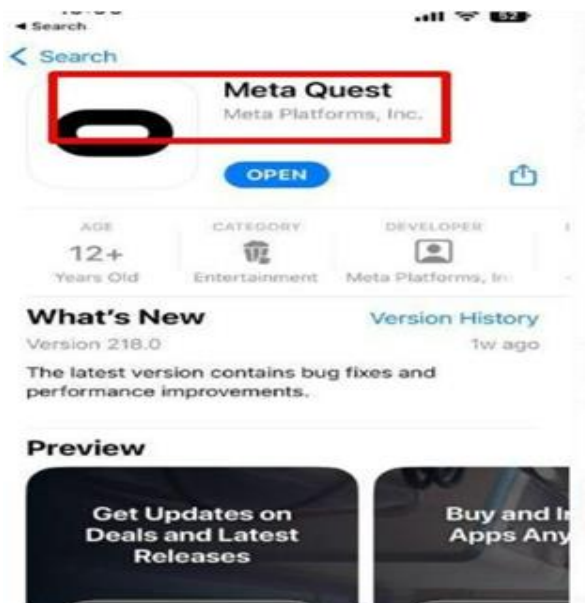 Search
52
Search
Meta Quest
Meta Platforms, Inc.
OPEN
AGE
CATEGORY
DEVELOPER
12+
Years Old
Entertainment
Meta Platforms, In
What's New
Version History
Version 218.0
1w ago
The latest version contains bug fixes and
performance improvements.
Preview
Get Updates on
Deals and Latest
Releases
Buy and In
Apps Any